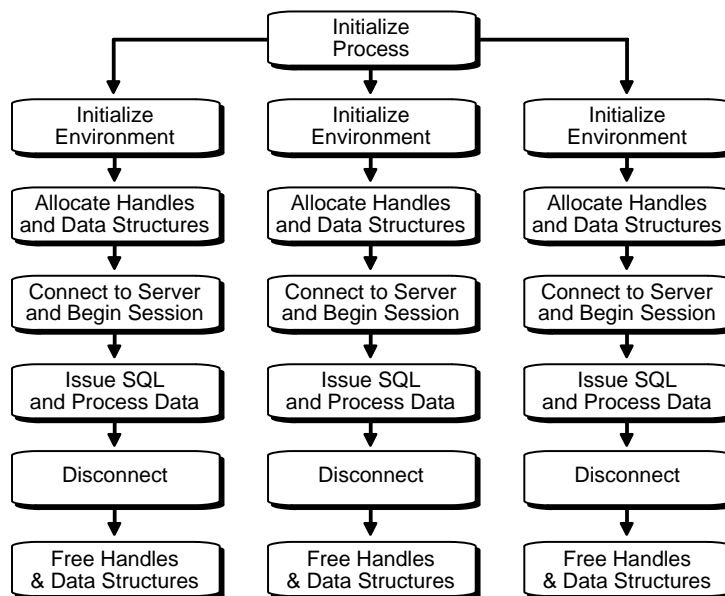 Initialize
Process
Initialize
Environment
Initialize
Environment
Initialize
Environment
Allocate Handles
and Data Structures
Allocate Handles
and Data Structures
Allocate Handles
and Data Structures
Connect to Server
and Begin Session
Connect to Server
and Begin Session
Connect to Server
and Begin Session
Issue SQL
and Process Data
Issue SQL
and Process Data
Issue SQL
and Process Data
Disconnect
Disconnect
Disconnect
Free Handles
& Data Structures
Free Handles
& Data Structures
Free Handles
& Data Structures